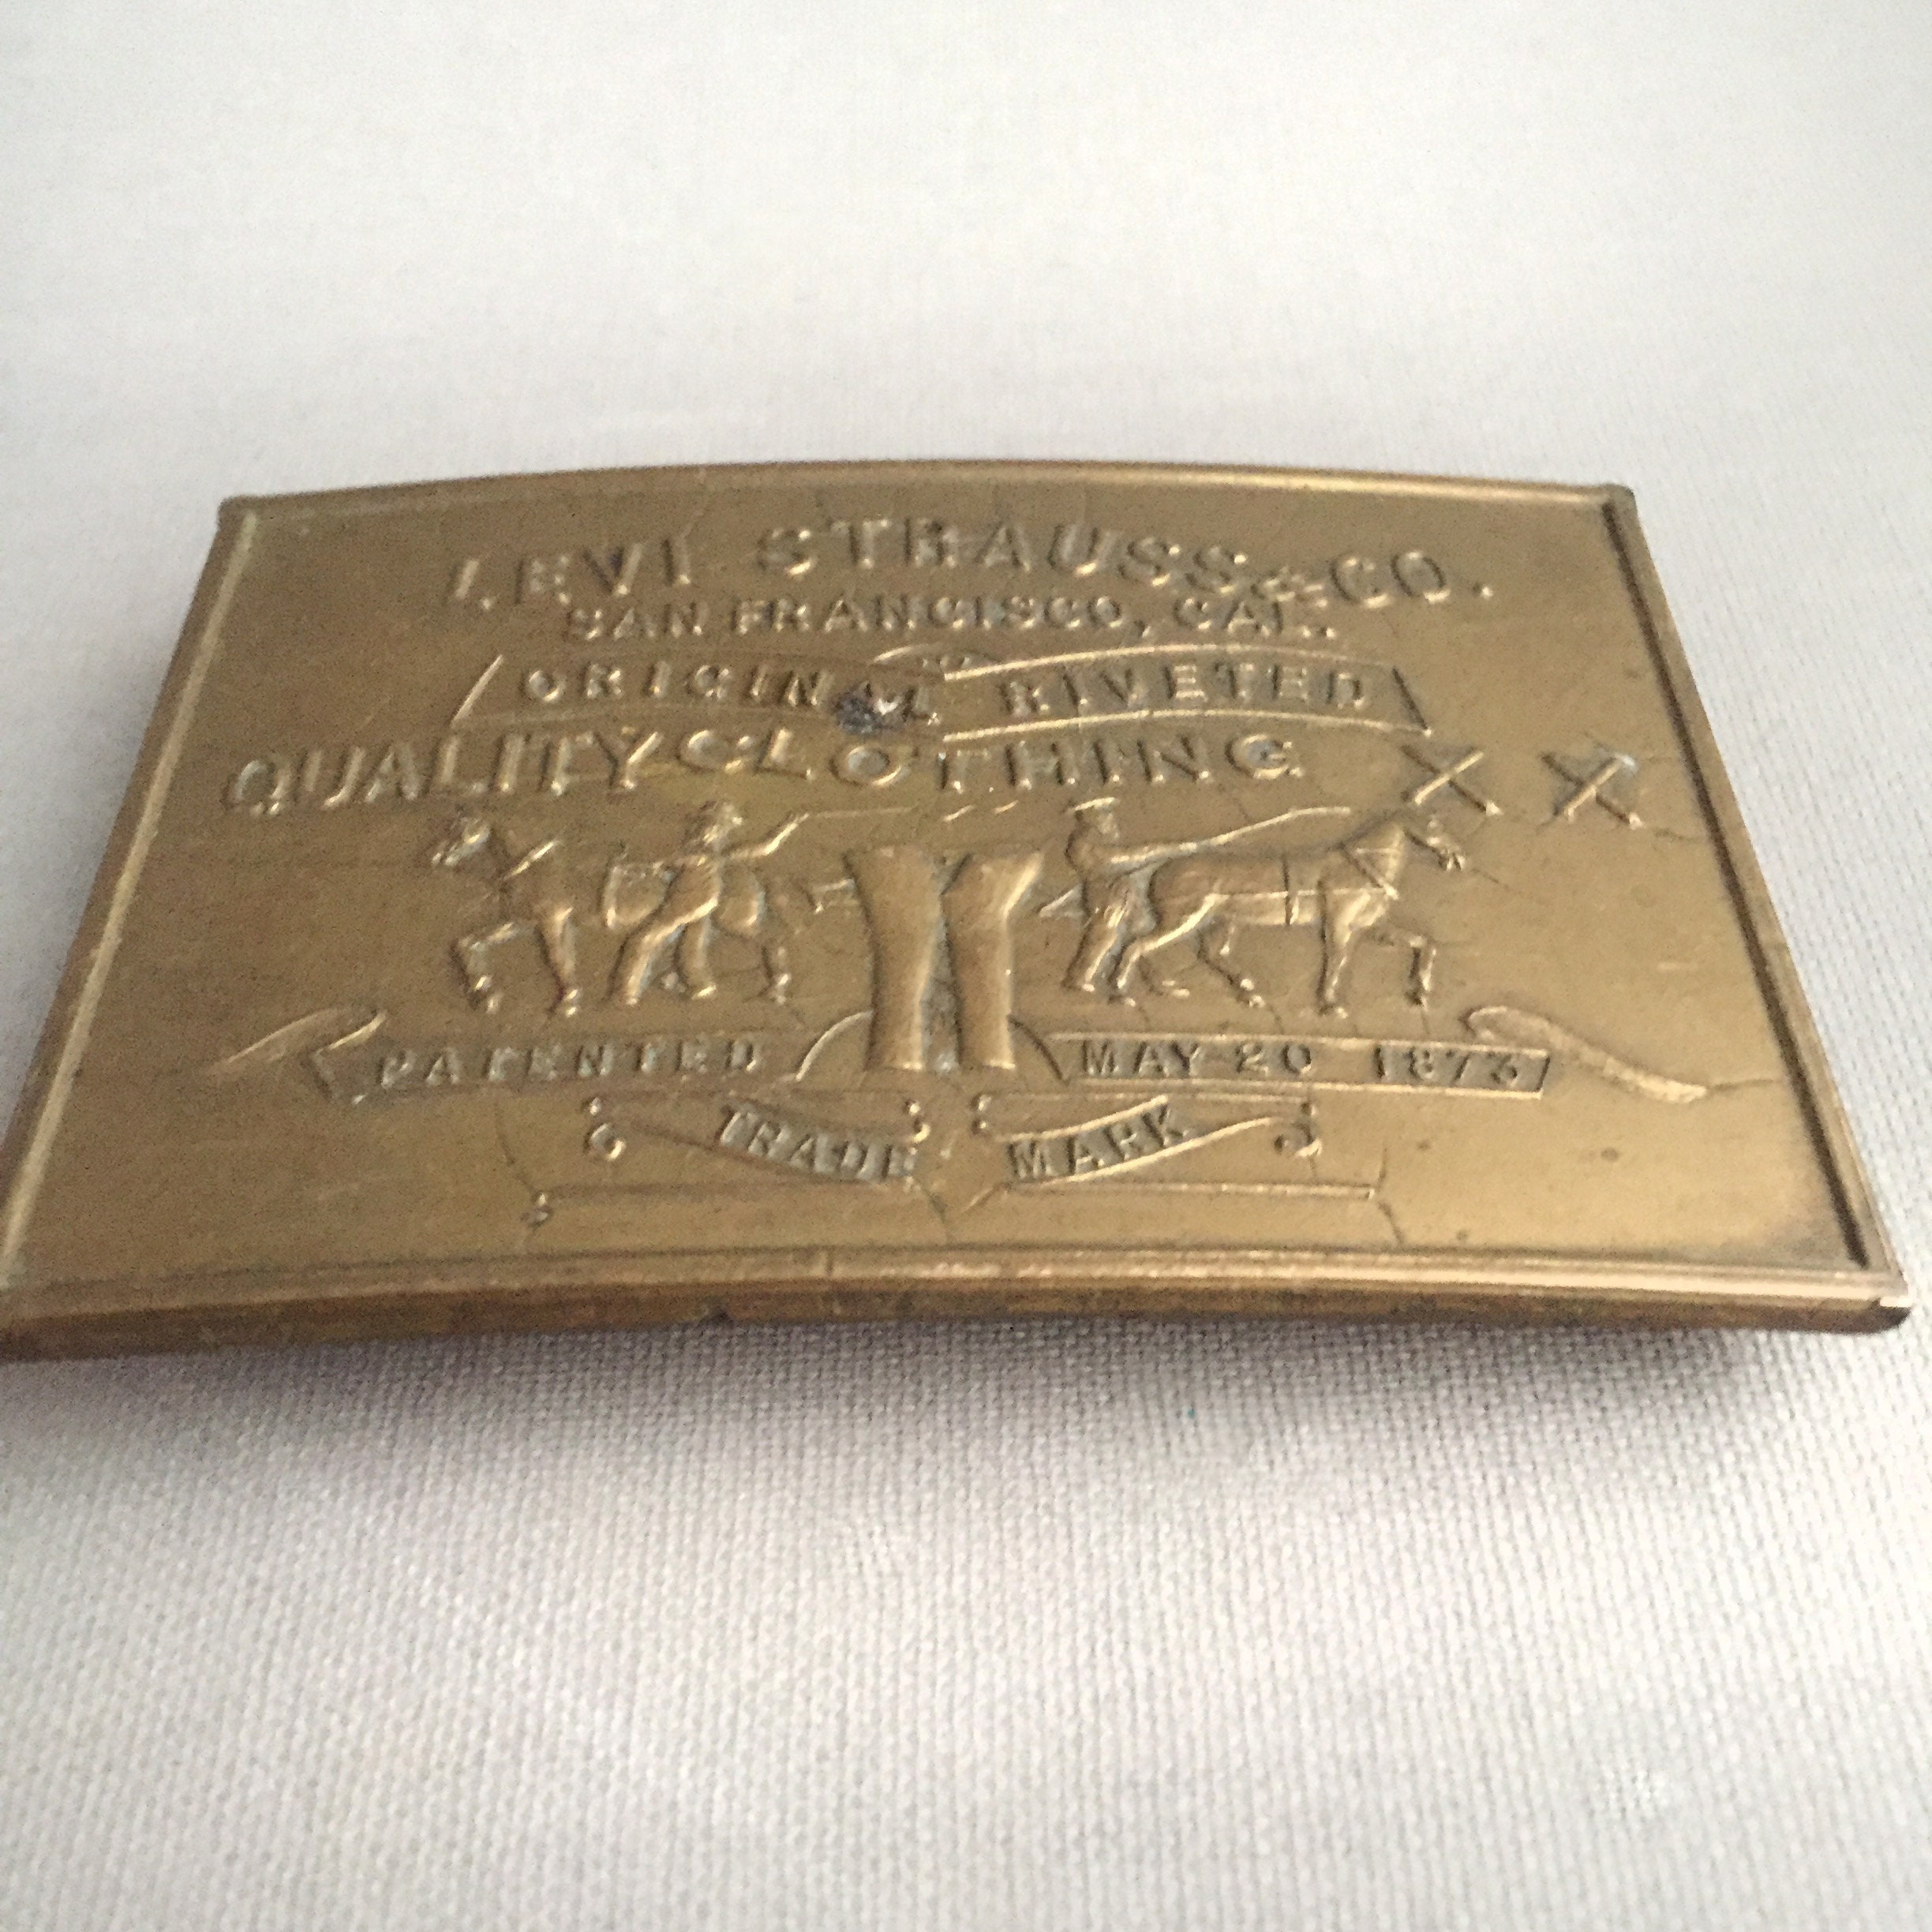 LEVI STRAUSS & CO.
SAN FRANCISCO, CAL.
ORIGINAL RIVETED
QUALITY CLOTHING XX
PATENTED MAY 20 1873
TRADE MARK